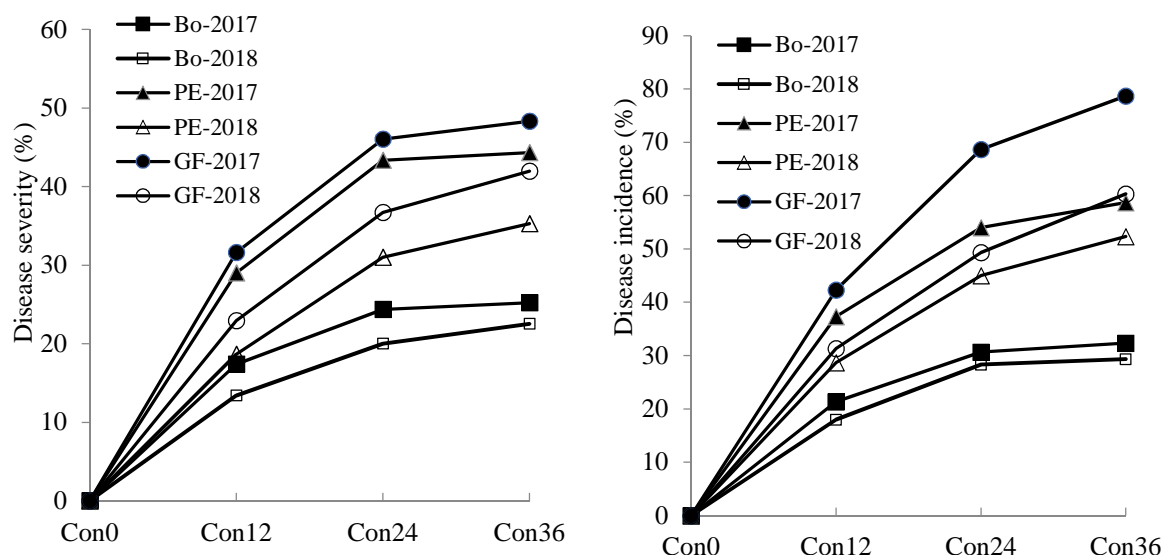 Disease severity (%)
60
50
40
30
20
10
0
Bo-2017
Bo-2018
PE-2017
PE-2018
GF-2017
GF-2018
Con0 Con12 Con24 Con36
Disease incidence (%)
90
80
70
60
50
40
30
20
10
0
Bo-2017
Bo-2018
PE-2017
PE-2018
GF-2017
GF-2018
Con0 Con12 Con24 Con36